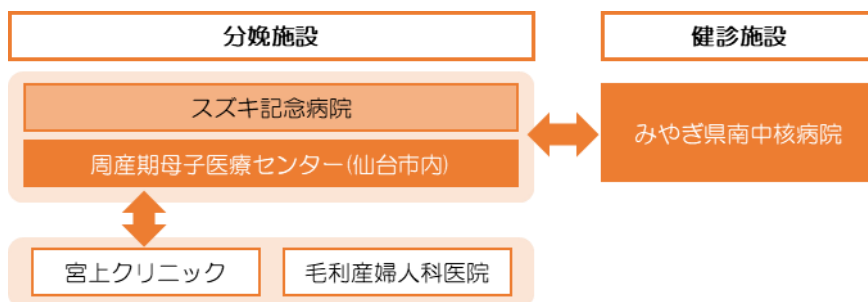 分娩施設
健診施設
スズキ記念病院
周産期母子医療センター(仙台市内)
みやぎ県南中核病院
宮上クリニック
毛利産婦人科医院